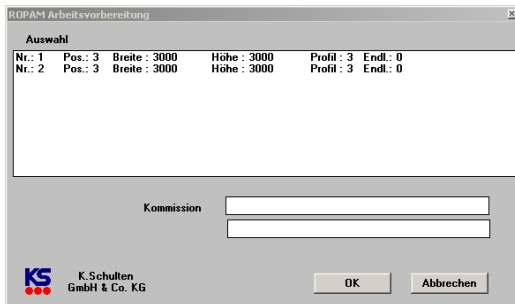 ROPAM Arbeitsvorbereitung
Auswahl
Nr.: 1 Pos.: 3 Breite : 3000 Höhe : 3000 Profil : 3 Endl.: 0
Nr.: 2 Pos.: 3 Breite : 3000 Höhe : 3000 Profil : 3 Endl.: 0
Kommission
KS K.Schulten
GmbH & Co. KG
OK Abbrechen